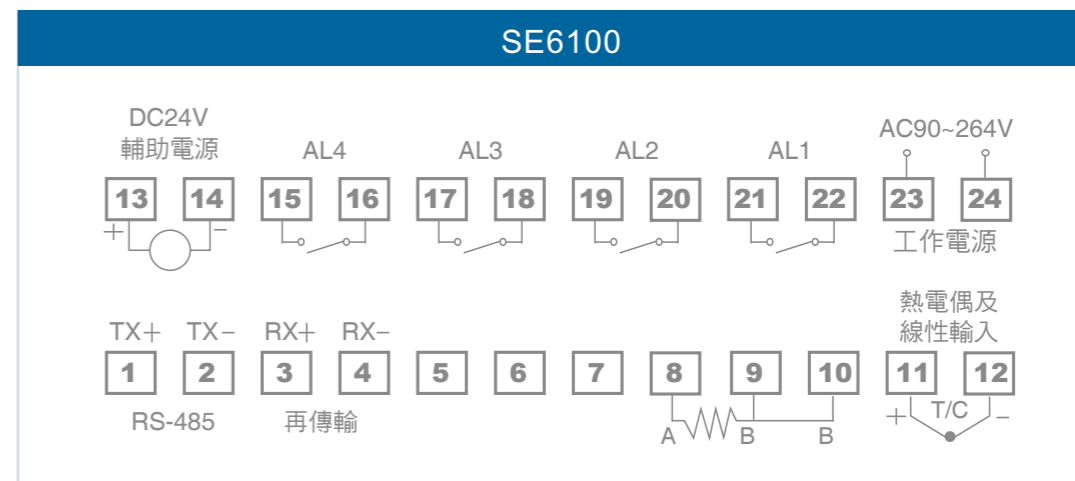 SE6100
DC24V
輔助電源
AL4 AL3 AL2 AL1
AC90~264V
13 14 15 16 17 18 19 20 21 22 23 24
+ −
工作電源
熱電偶及
線性輸入
TX+ TX− RX+ RX−
1 2 3 4 5 6 7 8 9 10 11 12
RS-485 再傳輸
A B B
+ T/C −